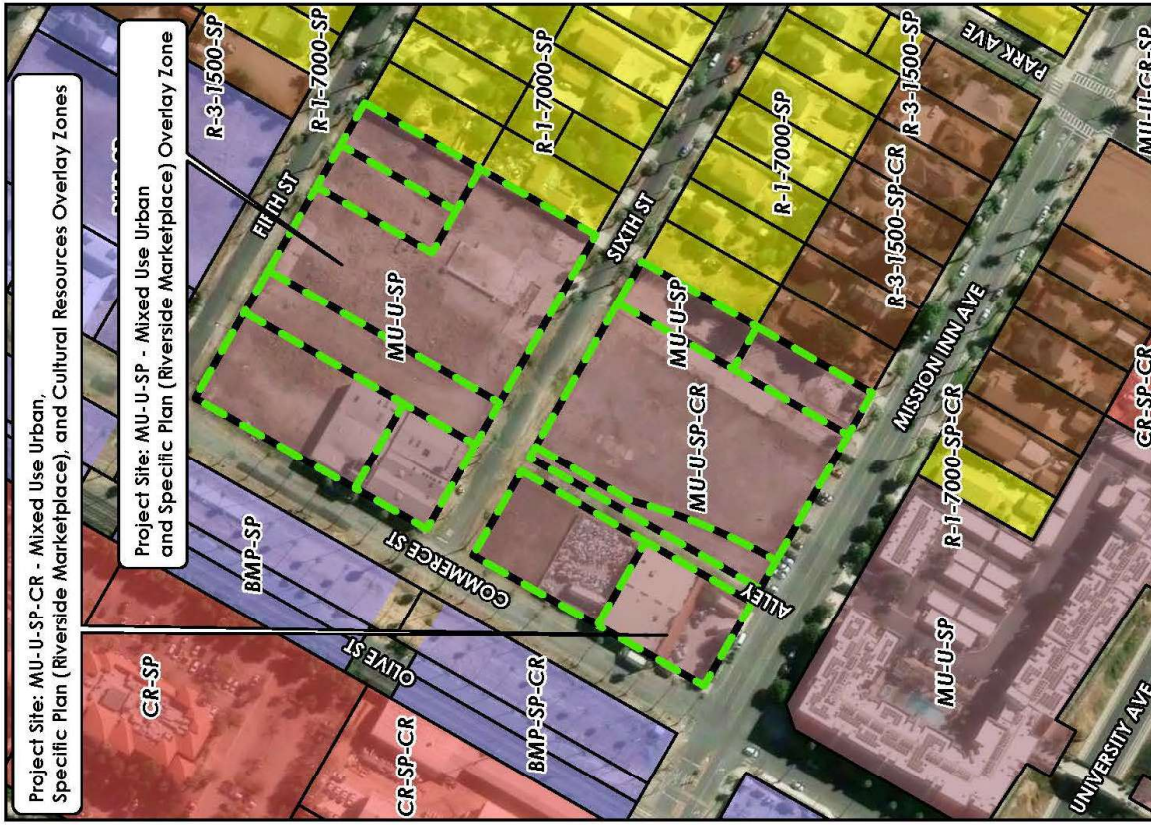 Project Site: MU-U-SP-CR - Mixed Use Urban,
Specific Plan (Riverside Marketplace), and Cultural Resources Overlay Zones
Project Site: MU-U-SP - Mixed Use Urban
and Specific Plan (Riverside Marketplace) Overlay Zone
R-3-1500-SP
R-1-7000-SP
FIFTH ST
R-1-7000-SP
MU-U-SP
SIXTH ST
R-1-7000-SP
PARK AVE
R-3-1500-SP
MU-U-CR-SP
CR-SP
BMP-SP
OLIVE ST
COMMERCE ST
MU-U-SP
MU-U-SP-CR
R-3-1500-SP-CR
MISSION INN AVE
R-1-7000-SP-CR
CR-SP-CR
CR-SP-CR
BMP-SP-CR
ALLEY
MU-U-SP
UNIVERSITY AVE